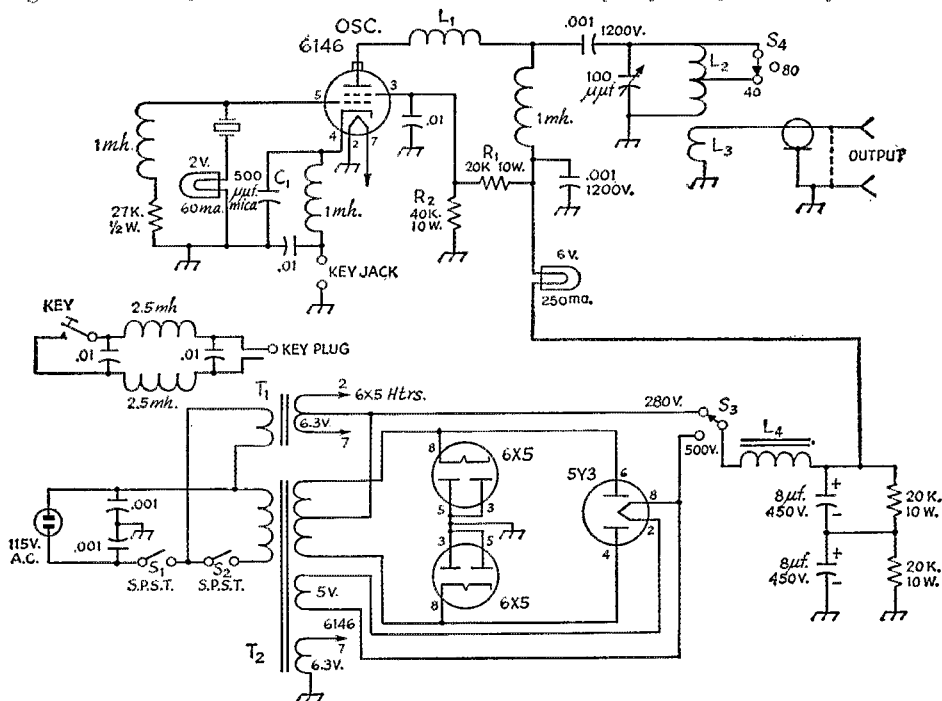 OSC.
6146
L1
.001
1200V.
S4
80
40
L2
100
μμf.
5
3
4
2
7
.01
1mh.
2V.
60ma.
500
μμf.
mica
C1
1mh.
27K.
½W.
.01
KEY JACK
R1
20K 10W.
R2
40K.
10W.
1mh.
.001
1200V.
L3
OUTPUT
6V.
250ma.
KEY
2.5mh
.01
.01
KEY PLUG
2.5mh.
T1
2
6X5 Htrs.
6.3V.
7
280V.
S3
500V.
L4
8
6X5
5
3
5Y3
6
8
2
4
3
5
8
6X5
8μf.
450V.
+
-
20K.
10W.
8μf.
450V.
+
-
20K.
10W.
115V.
A.C.
.001
.001
S1
S.P.S.T.
S2
S.P.S.T.
5V.
6146
7
6.3V.
T2